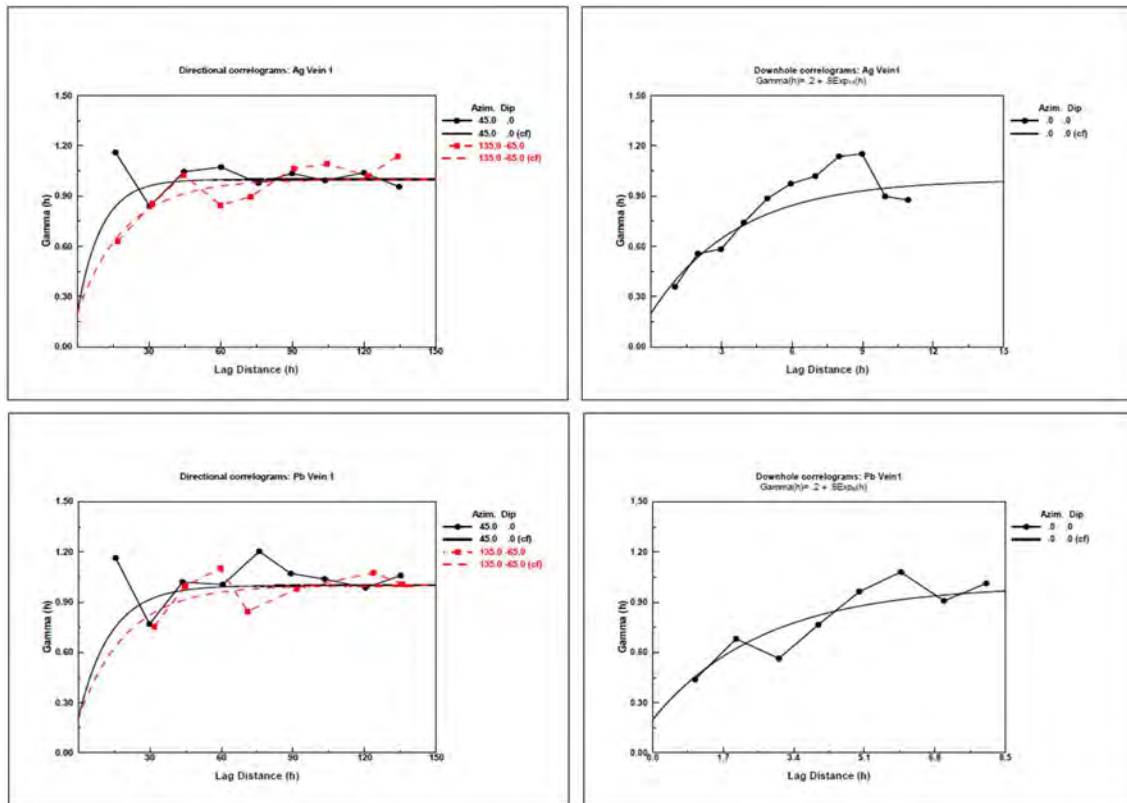 Directional correlograms: Ag Vein 1
1.50
1.20
0.90
0.60
0.30
0.00
Gamma (h)
30 60 90 120 150
Lag Distance (h)
Azim. Dip
45.0 .0
45.0 .0 (cf)
135.0 -65.0
135.0 -65.0 (cf)
Downhole correlograms: Ag Vein1
Gamma(h)= .2 + .8Exp (h)
1.50
1.20
0.90
0.60
0.30
0.00
Gamma (h)
3 6 9 12 15
Lag Distance (h)
Azim. Dip
.0 .0
.0 .0 (cf)
Directional correlograms: Pb Vein 1
1.50
1.20
0.90
0.60
0.30
0.00
Gamma (h)
30 60 90 120 150
Lag Distance (h)
Azim. Dip
45.0 .0
45.0 .0 (cf)
135.0 -65.0
135.0 -65.0 (cf)
Downhole correlograms: Pb Vein1
Gamma(h)= .2 + .8Exp (h)
1.50
1.20
0.90
0.60
0.30
0.00
Gamma (h)
0.0 1.7 3.4 5.1 6.8 8.5
Lag Distance (h)
Azim. Dip
.0 .0
.0 .0 (cf)